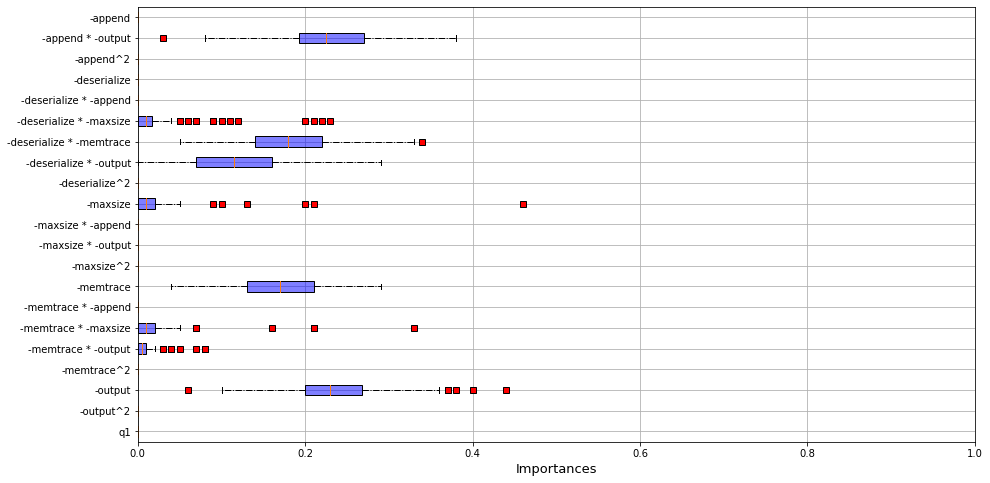 -append
-append * -output
-append^2
-deserialize
-deserialize * -append
-deserialize * -maxsize
-deserialize * -memtrace
-deserialize * -output
-deserialize^2
-maxsize
-maxsize * -append
-maxsize * -output
-maxsize^2
-memtrace
-memtrace * -append
-memtrace * -maxsize
-memtrace * -output
-memtrace^2
-output
-output^2
q1
0.0 0.2 0.4 0.6 0.8 1.0
Importances